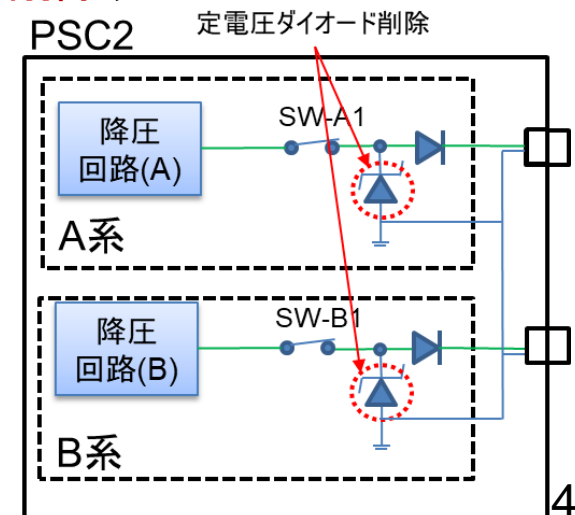 PSC2
定電圧ダイオード削除
降圧
回路(A)
SW-A1
A系
降圧
回路(B)
SW-B1
B系
4